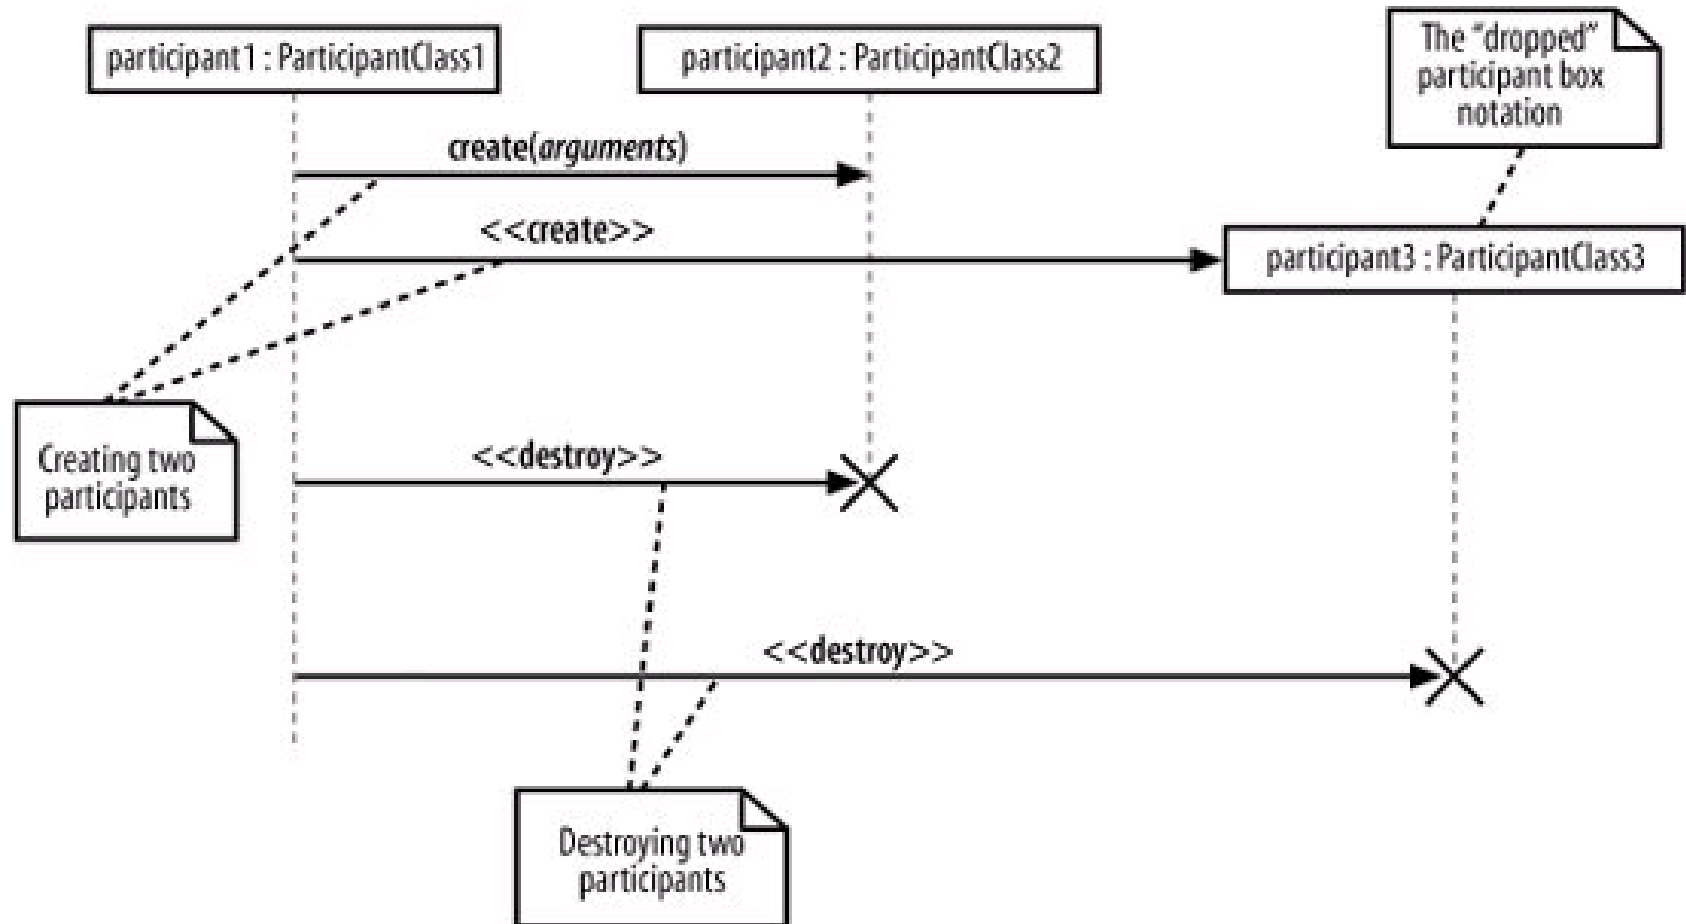 participant1 : ParticipantClass1
participant2 : ParticipantClass2
The “dropped”
participant box
notation
create(arguments)
<<create>>
participant3 : ParticipantClass3
Creating two
participants
<<destroy>>
<<destroy>>
Destroying two
participants